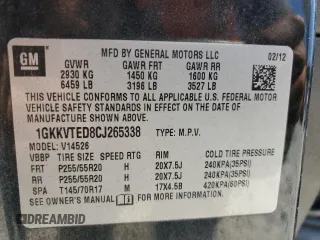 GM
MFD BY GENERAL MOTORS LLC
02/12
GVWR GAWR FRT GAWR RR
2930 KG 1450 KG 1600 KG
6459 LB 3196 LB 3527 LB
THIS VEHICLE CONFORMS TO ALL APPLICABLE U.S. FEDERAL MOTOR
VEHICLE SAFETY STANDARDS IN EFFECT ON THE DATE OF
MANUFACTURE SHOWN ABOVE.
1GKKVTED8CJ265338 TYPE: M.P.V.
MODEL: V14526
VBBP TIRE SIZE SPEED RTG RIM COLD TIRE PRESSURE
FRT P255/55R20 H 20X7.5J 240KPA(35PSI)
RR P255/55R20 H 20X7.5J 240KPA(35PSI)
SPA T145/70R17 M 17X4.5B 420KPA(60PSI)
SEE OWNER'S MANUAL FOR ADDITIONAL INFORMATION.
DREAMBID